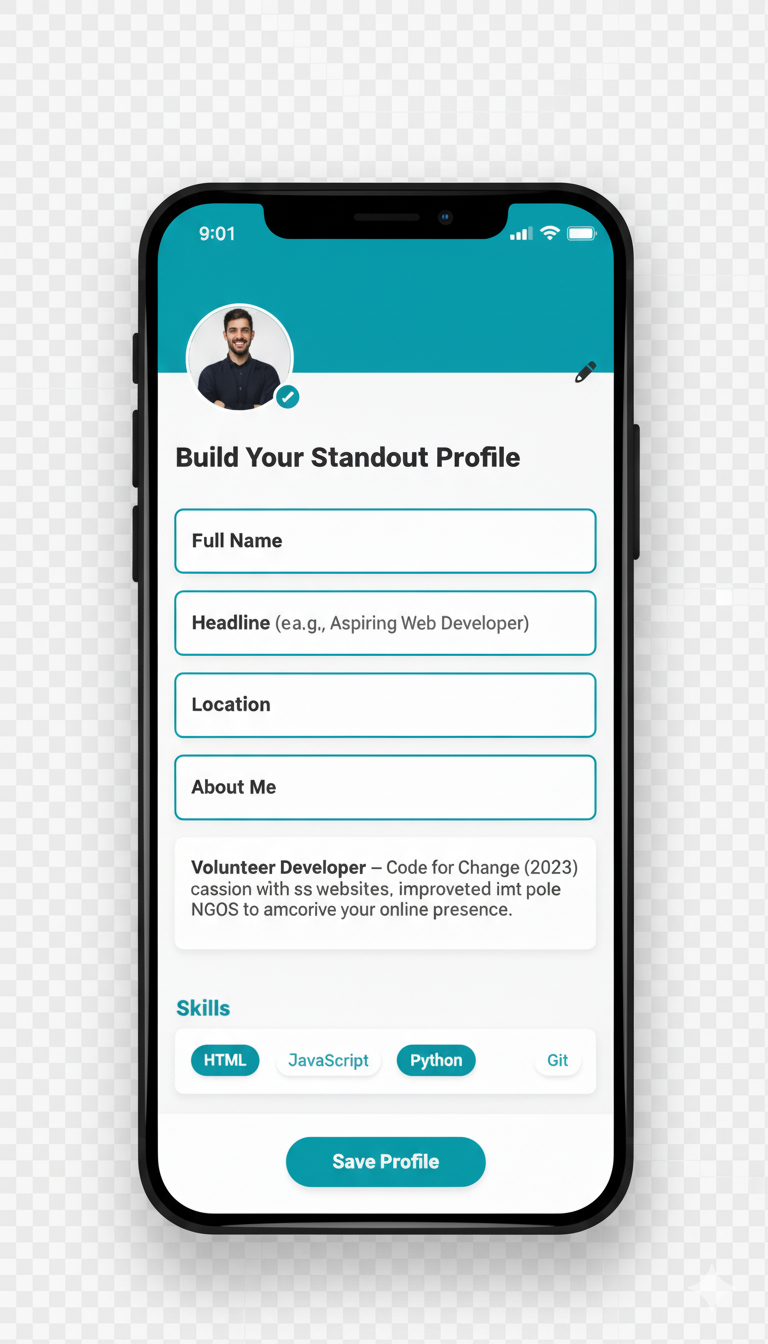 9:01
Build Your Standout Profile
Full Name
Headline (ea.g,, Aspiring Web Developer)
Location
About Me
Volunteer Developer – Code for Change (2023)
cassion with ss websites, improveted imt pole
NGOS to amcorive your online presence.
Skills
HTML JavaScript Python Git
Save Profile